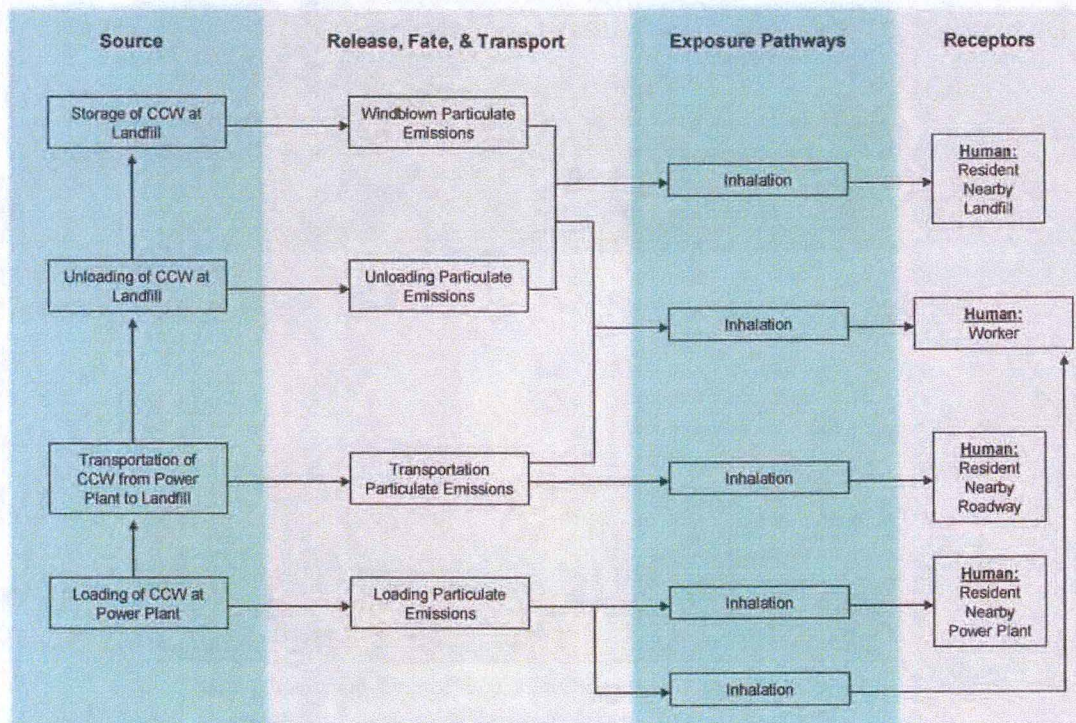 Source
Release, Fate, & Transport
Exposure Pathways
Receptors
Storage of CCW at
Landfill
Windblown Particulate
Emissions
Inhalation
Human:
Resident
Nearby
Landfill
Unloading of CCW at
Landfill
Unloading Particulate
Emissions
Inhalation
Human:
Worker
Transportation of
CCW from Power
Plant to Landfill
Transportation
Particulate Emissions
Inhalation
Human:
Resident
Nearby
Roadway
Loading of CCW at
Power Plant
Loading Particulate
Emissions
Inhalation
Human:
Resident
Nearby
Power Plant
Inhalation